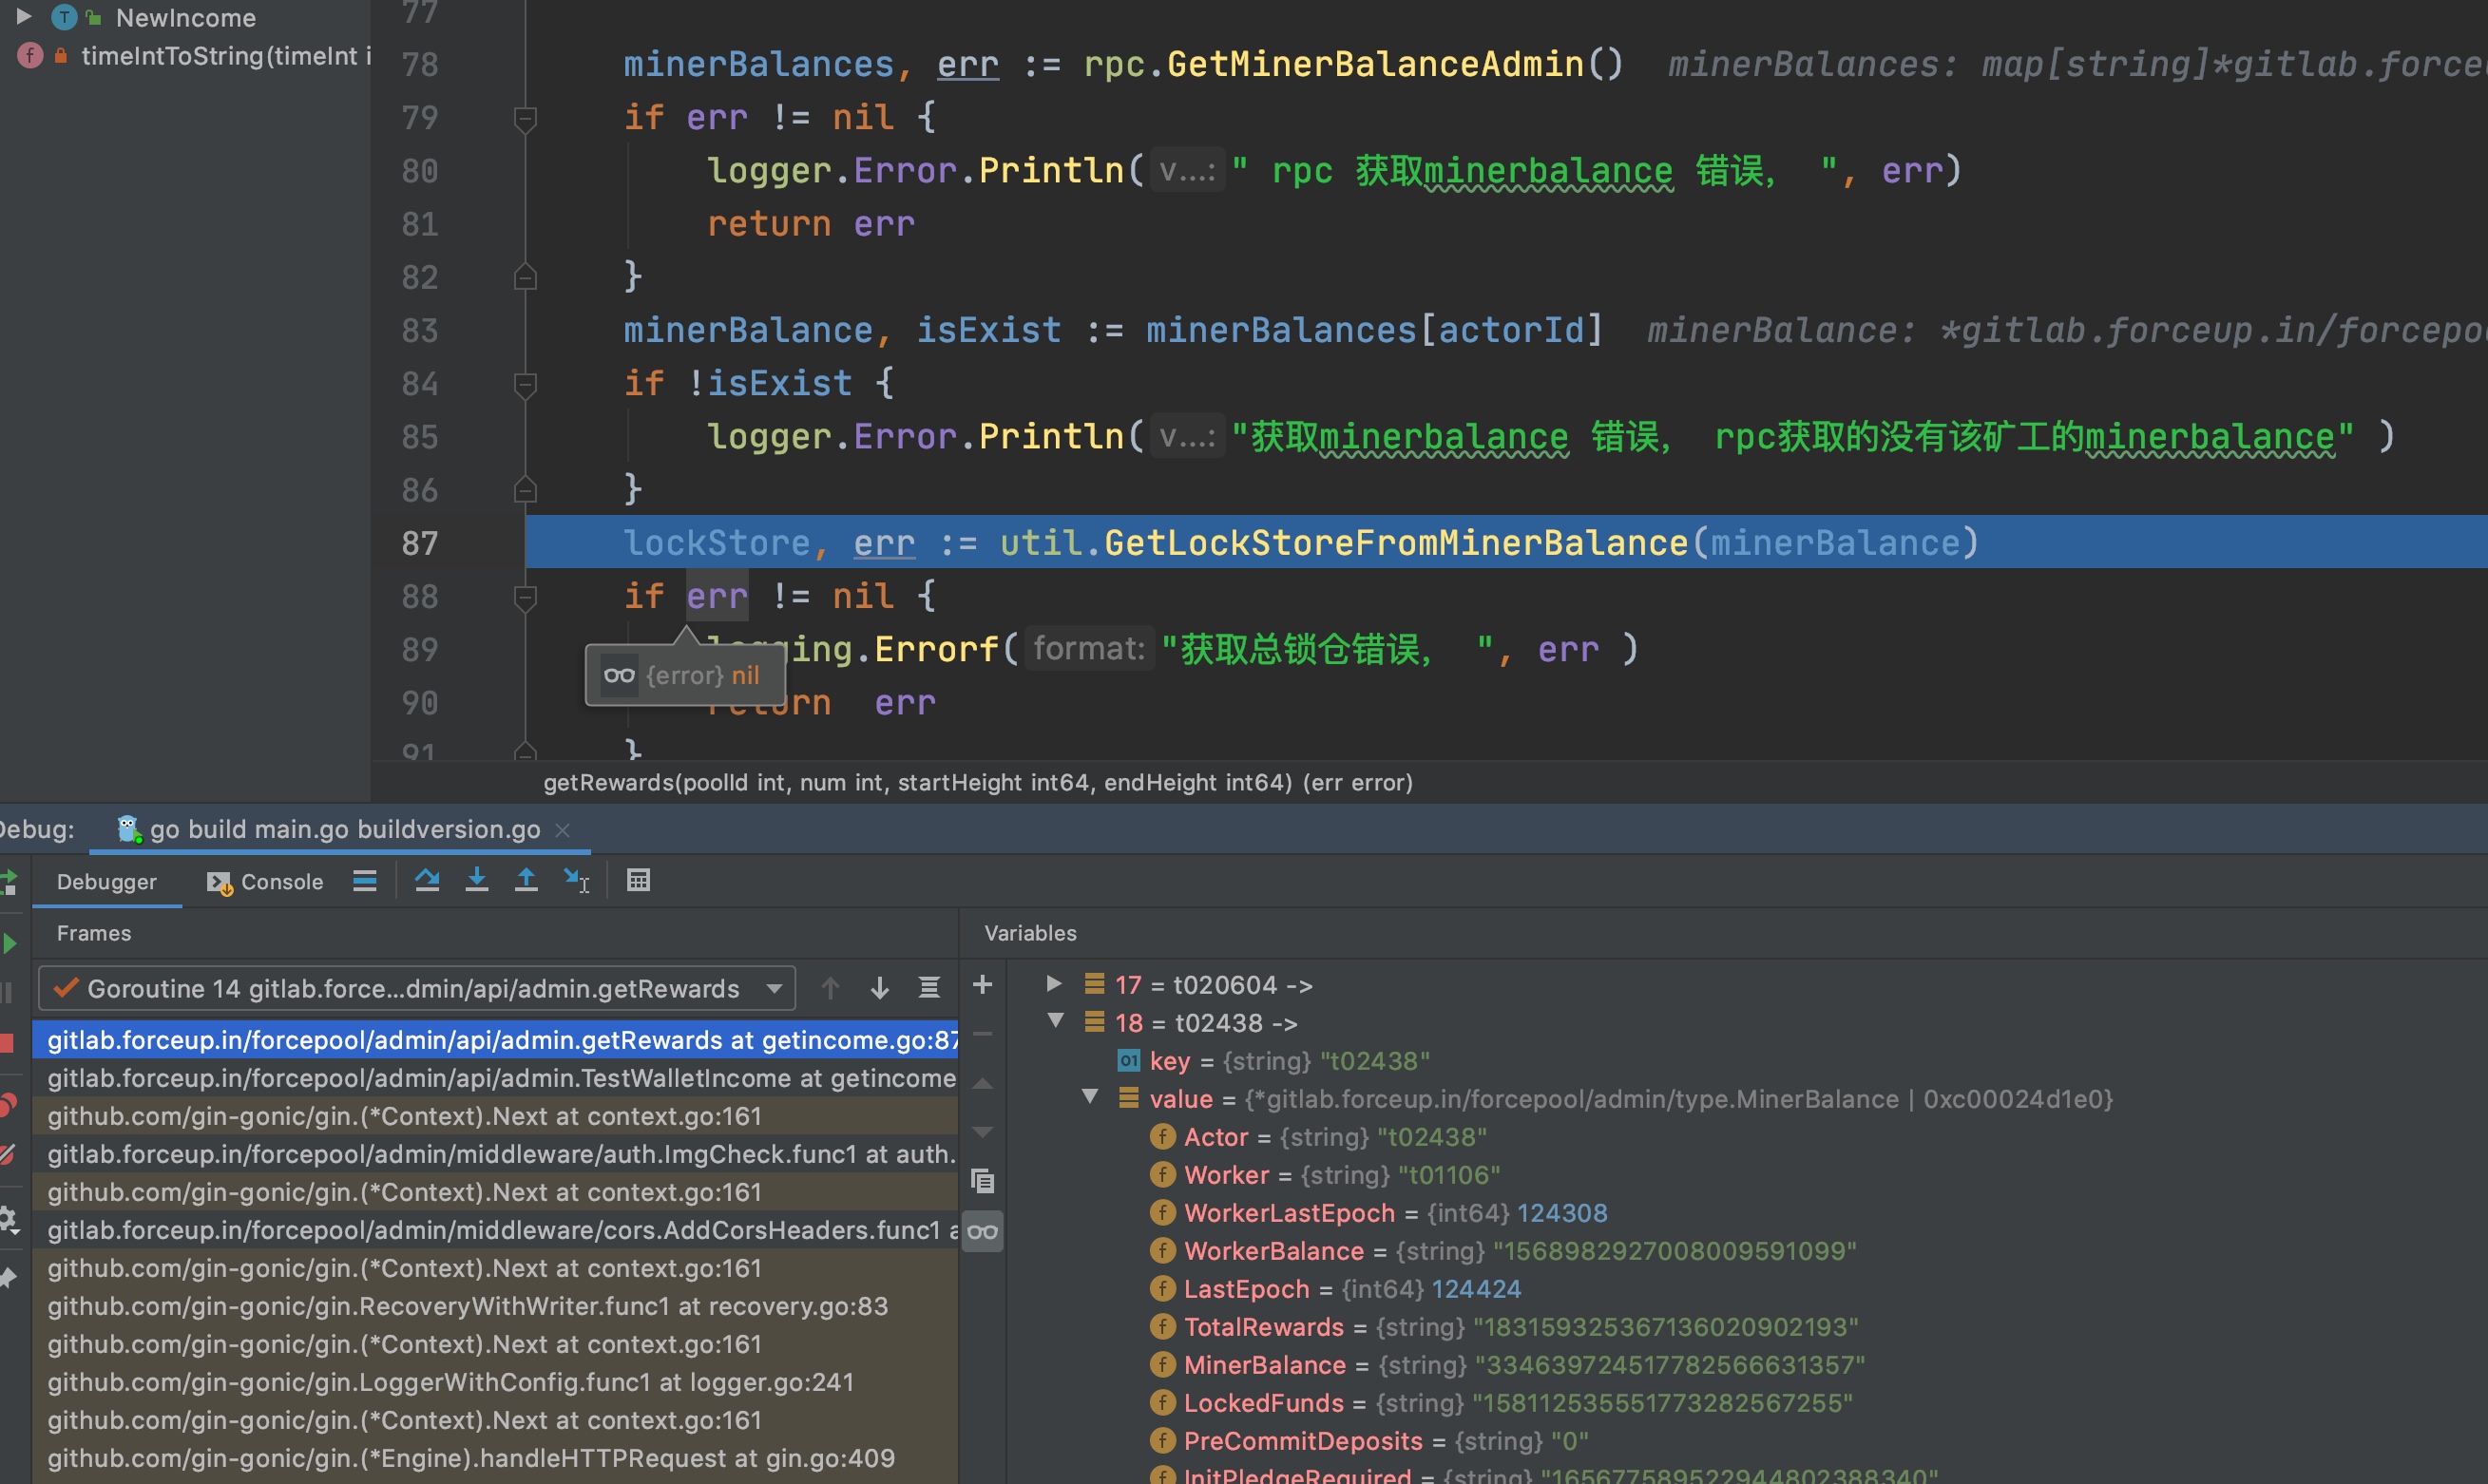 NewIncome
timeIntToString(timeInt i
77
78 minerBalances, err := rpc.GetMinerBalanceAdmin() minerBalances: map[string]*gitlab.forceu
79 if err != nil {
80 logger.Error.Println( v...: " rpc 获取minerbalance 错误， ", err)
81 return err
82 }
83 minerBalance, isExist := minerBalances[actorId] minerBalance: *gitlab.forceup.in/forcepoo
84 if !isExist {
85 logger.Error.Println( v...: "获取minerbalance 错误， rpc获取的没有该矿工的minerbalance" )
86 }
87 lockStore, err := util.GetLockStoreFromMinerBalance(minerBalance)
88 if err != nil {
89 ging.Errorf( format: "获取总锁仓错误， ", err )
{error} nil
90 return err
91 }
getRewards(poolId int, num int, startHeight int64, endHeight int64) (err error)
Debug: go build main.go buildversion.go
Debugger Console
Frames
Goroutine 14 gitlab.force...dmin/api/admin.getRewards
gitlab.forceup.in/forcepool/admin/api/admin.getRewards at getincome.go:87
gitlab.forceup.in/forcepool/admin/api/admin.TestWalletIncome at getincome
github.com/gin-gonic/gin.(*Context).Next at context.go:161
gitlab.forceup.in/forcepool/admin/middleware/auth.ImgCheck.func1 at auth.
github.com/gin-gonic/gin.(*Context).Next at context.go:161
gitlab.forceup.in/forcepool/admin/middleware/cors.AddCorsHeaders.func1 a
github.com/gin-gonic/gin.(*Context).Next at context.go:161
github.com/gin-gonic/gin.RecoveryWithWriter.func1 at recovery.go:83
github.com/gin-gonic/gin.(*Context).Next at context.go:161
github.com/gin-gonic/gin.LoggerWithConfig.func1 at logger.go:241
github.com/gin-gonic/gin.(*Context).Next at context.go:161
github.com/gin-gonic/gin.(*Engine).handleHTTPRequest at gin.go:409
Variables
17 = t020604 ->
18 = t02438 ->
key = {string} "t02438"
value = {*gitlab.forceup.in/forcepool/admin/type.MinerBalance | 0xc00024d1e0}
Actor = {string} "t02438"
Worker = {string} "t01106"
WorkerLastEpoch = {int64} 124308
WorkerBalance = {string} "15689829270080095910​99"
LastEpoch = {int64} 124424
TotalRewards = {string} "183159325367136020902193"
MinerBalance = {string} "334639724517782566631357"
LockedFunds = {string} "158112535551773282567255"
PreCommitDeposits = {string} "0"
InitPledgeRequired = {string} "165677589522944802388340"